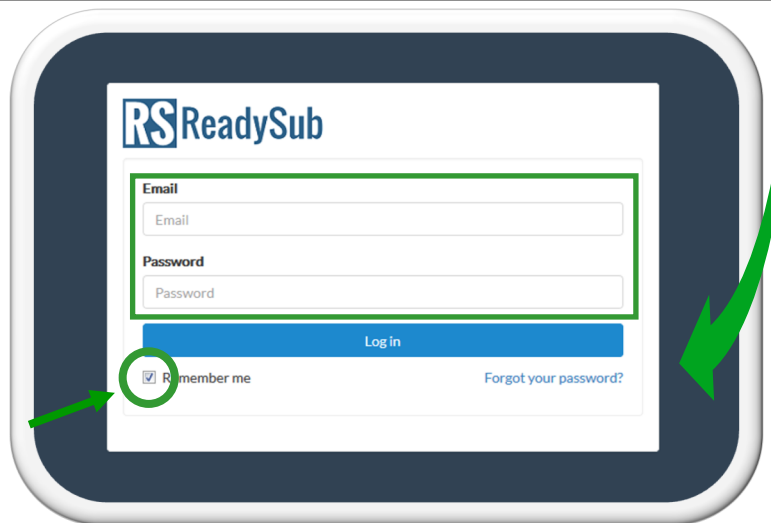 RS ReadySub
Email
Email
Password
Password
Log in
Remember me
Forgot your password?